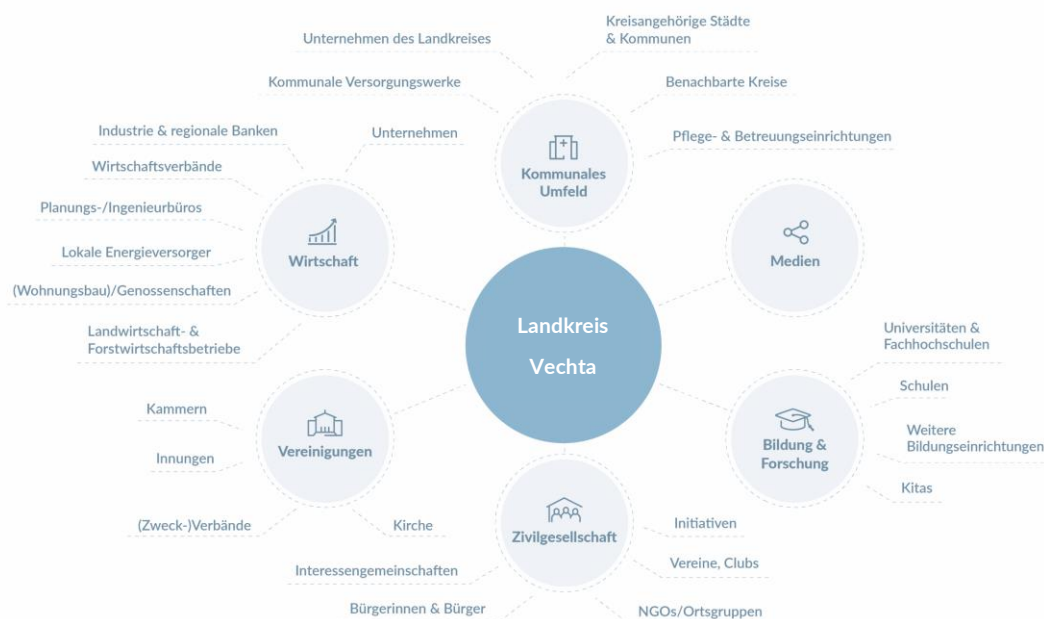 Unternehmen des Landkreises
Kreisangehörige Städte
& Kommunen
Kommunale Versorgungswerke
Benachbarte Kreise
Pflege- & Betreuungseinrichtungen
Kommunales
Umfeld
Industrie & regionale Banken
Unternehmen
Wirtschaftsverbände
Planungs-/Ingenieurbüros
Lokale Energieversorger
(Wohnungsbau)/Genossenschaften
Landwirtschaft- &
Forstwirtschaftsbetriebe
Wirtschaft
Medien
Landkreis
Vechta
Universitäten &
Fachhochschulen
Schulen
Weitere
Bildungseinrichtungen
Kitas
Bildung &
Forschung
Kammern
Innungen
(Zweck-)Verbände
Kirche
Vereinigungen
Zivilgesellschaft
Initiativen
Vereine, Clubs
NGOs/Ortsgruppen
Interessengemeinschaften
Bürgerinnen & Bürger